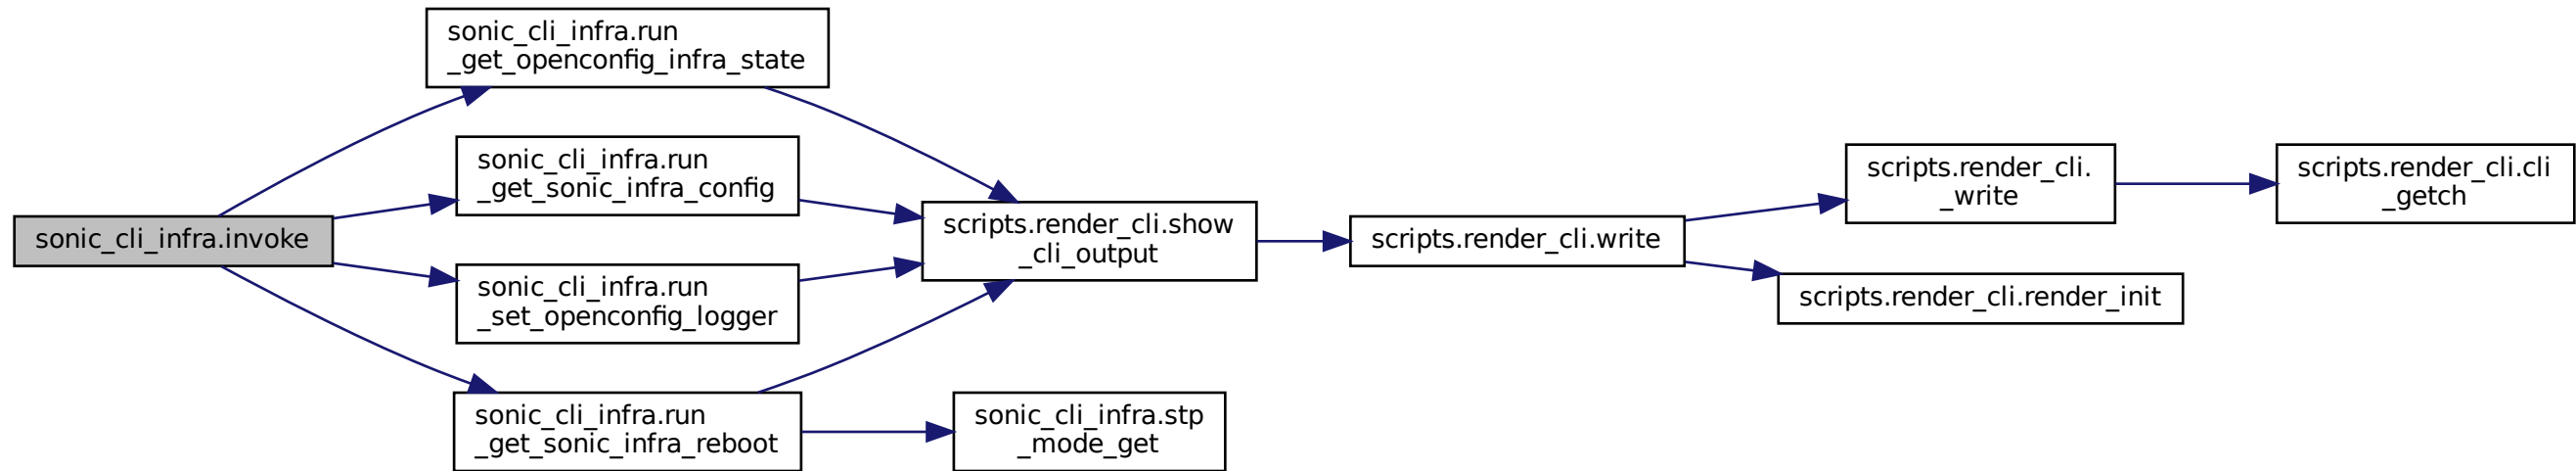 sonic_cli_infra.invoke
sonic_cli_infra.run
_get_openconfig_infra_state
sonic_cli_infra.run
_get_sonic_infra_config
sonic_cli_infra.run
_set_openconfig_logger
sonic_cli_infra.run
_get_sonic_infra_reboot
scripts.render_cli.show
_cli_output
sonic_cli_infra.stp
_mode_get
scripts.render_cli.write
scripts.render_cli.
_write
scripts.render_cli.render_init
scripts.render_cli.cli
_getch